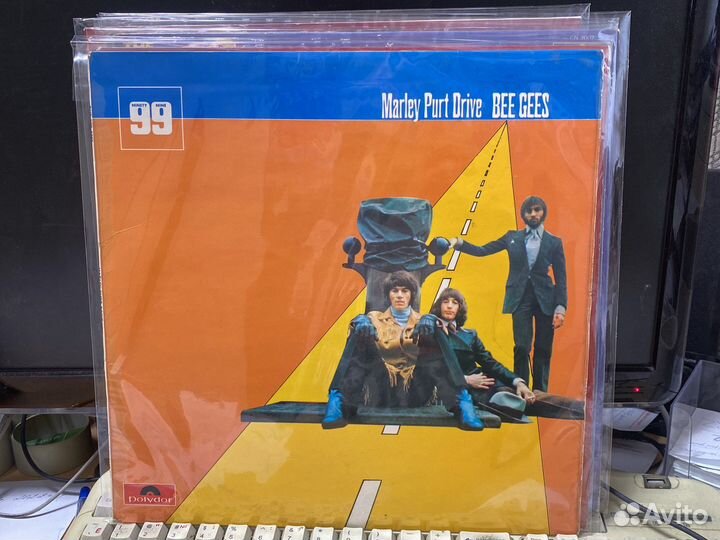 NINETY NINE
99
Marley Purt Drive BEE GEES
polydor
Avito